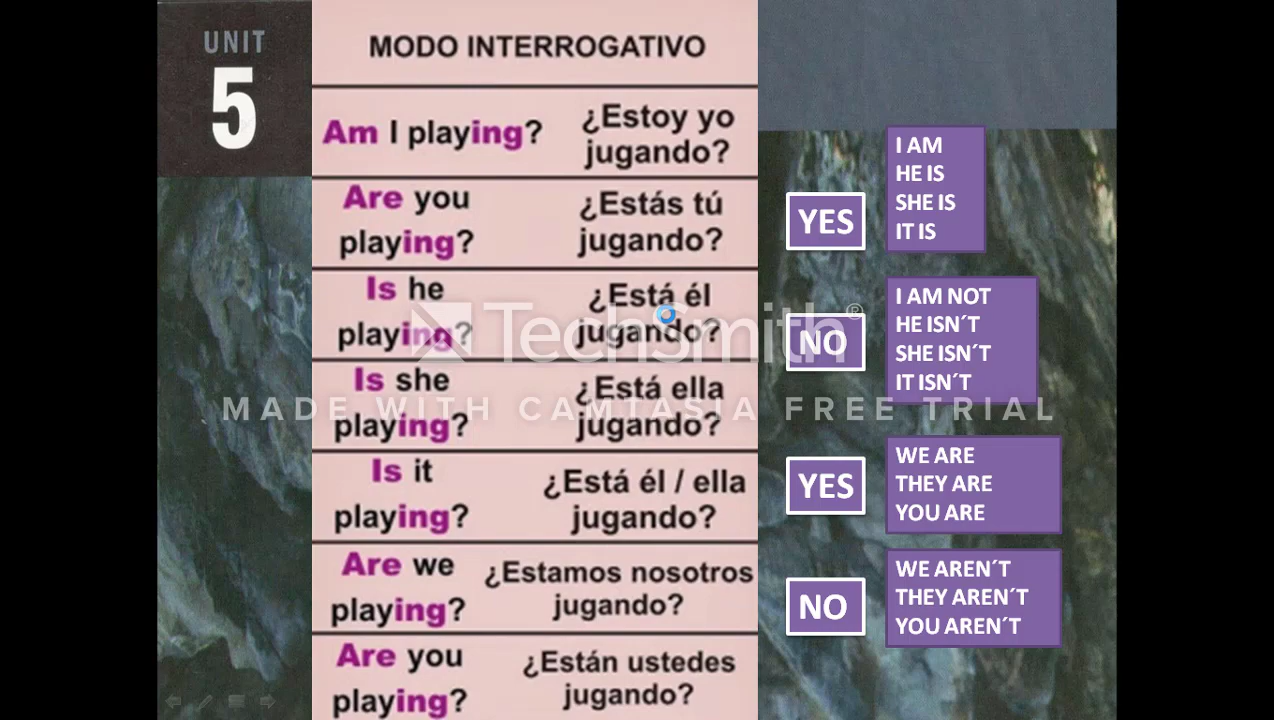 UNIT
5
MODO INTERROGATIVO
Am I playing?
¿Estoy yo
jugando?
Are you
playing?
¿Estás tú
jugando?
Is he
playing?
¿Está él
jugando?
Is she
playing?
¿Está ella
jugando?
Is it
playing?
¿Está él / ella
jugando?
Are we
playing?
¿Estamos nosotros
jugando?
Are you
playing?
¿Están ustedes
jugando?
YES
I AM
HE IS
SHE IS
IT IS
NO
I AM NOT
HE ISN´T
SHE ISN´T
IT ISN´T
YES
WE ARE
THEY ARE
YOU ARE
NO
WE AREN´T
THEY AREN´T
YOU AREN´T
TechSmith®
MADE WITH CAMTASIA FREE TRIAL